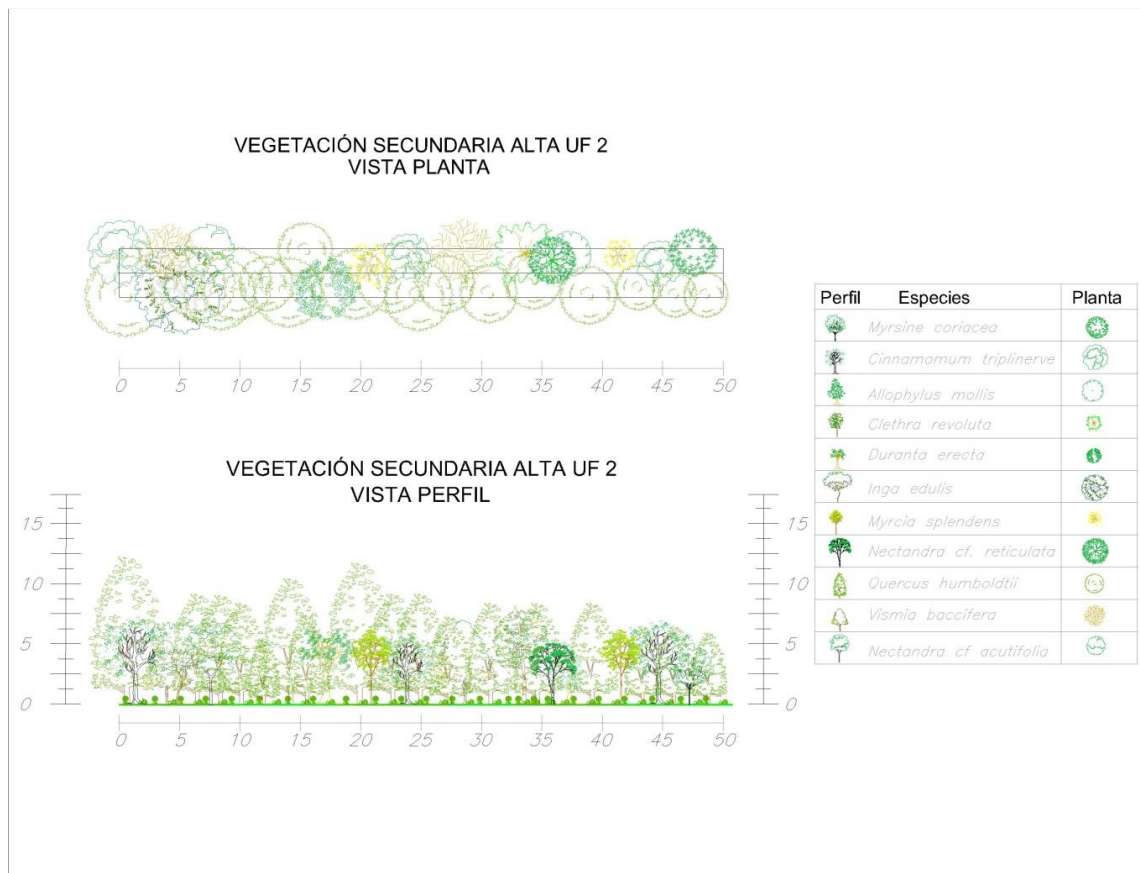 VEGETACIÓN SECUNDARIA ALTA UF 2
VISTA PLANTA
0 5 10 15 20 25 30 35 40 45 50
VEGETACIÓN SECUNDARIA ALTA UF 2
VISTA PERFIL
15 15
10 10
5 5
0 0
0 5 10 15 20 25 30 35 40 45 50
Perfil Especies Planta
Myrsine coriacea
Cinnamomum triplinerve
Allophylus mollis
Clethra revoluta
Duranta erecta
Inga edulis
Myrcia splendens
Nectandra cf. reticulata
Quercus humboldtii
Vismia baccifera
Nectandra cf acutifolia